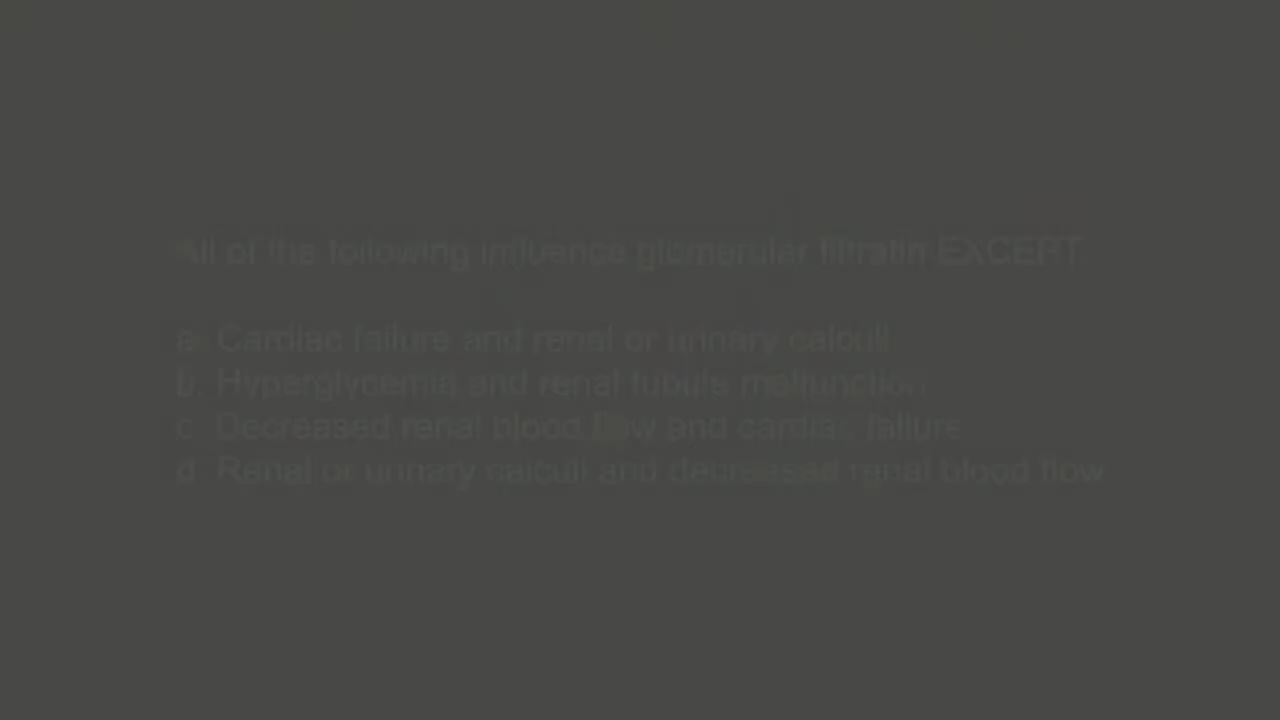 All of the following influence glomerular filtratin EXCEPT
a. Cardiac failure and renal or urinary calculi
b. Hyperglycemia and renal tubule malfunction
c. Decreased renal blood flow and cardiac failure
d. Renal or urinary calculi and decreased renal blood flow